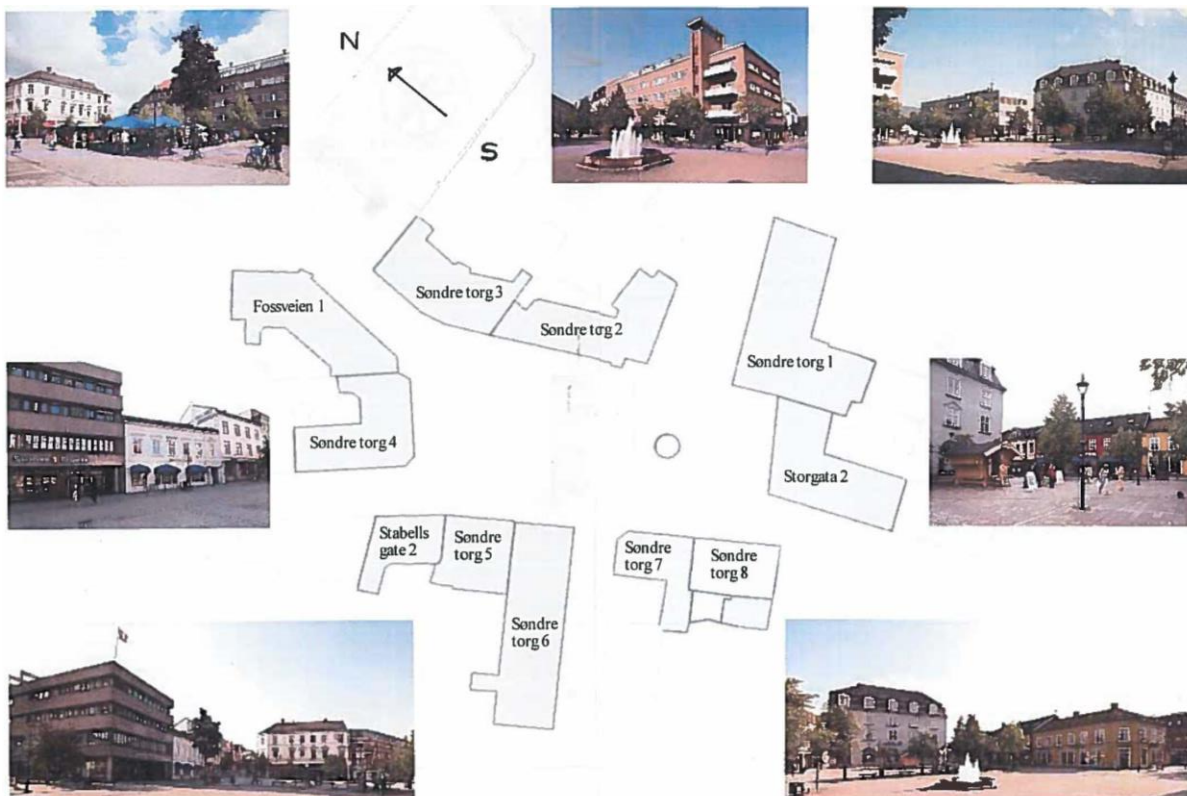 N
S
Søndre torg 3
Fossveien 1
Søndre torg 2
Søndre torg 1
Søndre torg 4
Storgata 2
Stabells
gate 2
Søndre
torg 5
Søndre
torg 7
Søndre
torg 8
Søndre
torg 6